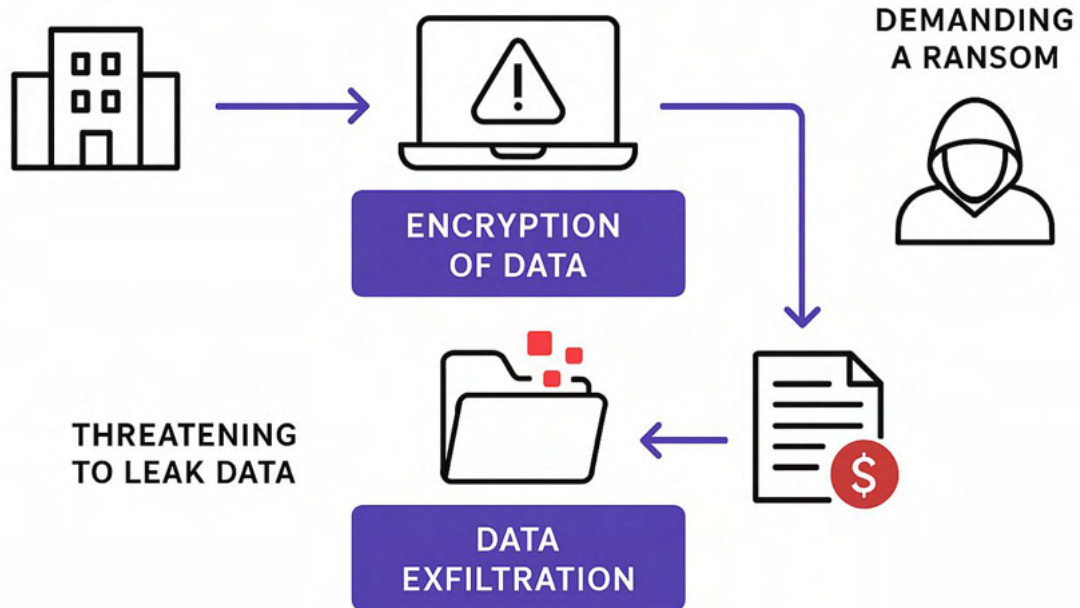 DEMANDING
A RANSOM
ENCRYPTION
OF DATA
$
THREATENING
TO LEAK DATA
DATA
EXFILTRATION